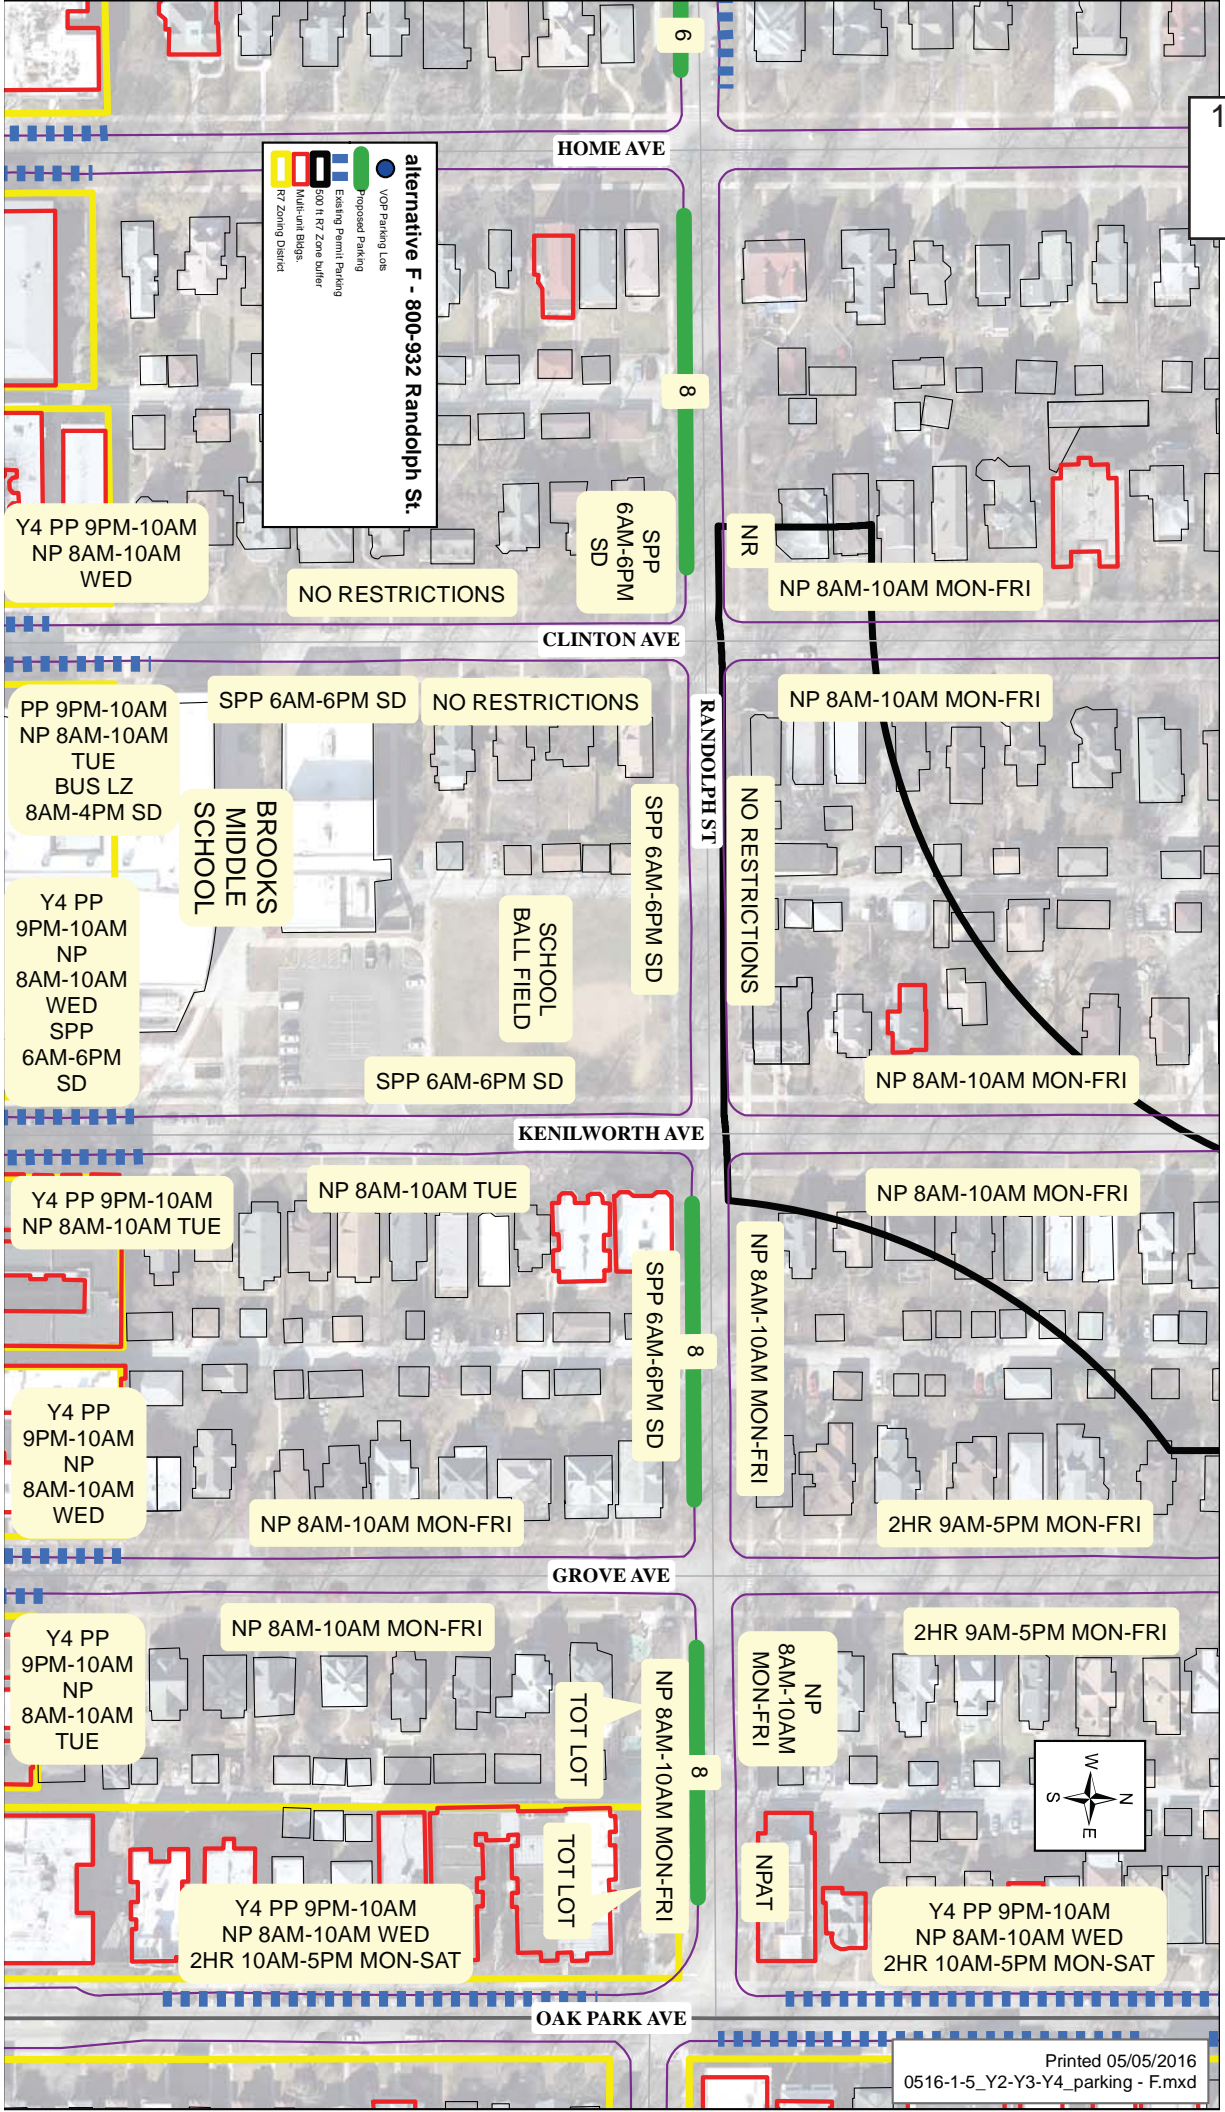 6
1
HOME AVE
alternative F - 800-932 Randolph St.
VOP Parking Lots
Proposed Parking
Existing Permit Parking
500 ft R7 Zone buffer
Multi-unit Bldgs.
R7 Zoning District
8
SPP
6AM-6PM
SD
NR
Y4 PP 9PM-10AM
NP 8AM-10AM
WED
NO RESTRICTIONS
NP 8AM-10AM MON-FRI
CLINTON AVE
SPP 6AM-6PM SD
NO RESTRICTIONS
NP 8AM-10AM MON-FRI
PP 9PM-10AM
NP 8AM-10AM
TUE
BUS LZ
8AM-4PM SD
RANDOLPH ST
BROOKS
MIDDLE
SCHOOL
SPP 6AM-6PM SD
NO RESTRICTIONS
Y4 PP
9PM-10AM
NP
8AM-10AM
WED
SPP
6AM-6PM
SD
SCHOOL
BALL FIELD
SPP 6AM-6PM SD
NP 8AM-10AM MON-FRI
KENILWORTH AVE
Y4 PP 9PM-10AM
NP 8AM-10AM TUE
NP 8AM-10AM TUE
NP 8AM-10AM MON-FRI
SPP 6AM-6PM SD
8
NP 8AM-10AM MON-FRI
Y4 PP
9PM-10AM
NP
8AM-10AM
WED
NP 8AM-10AM MON-FRI
2HR 9AM-5PM MON-FRI
GROVE AVE
Y4 PP
9PM-10AM
NP
8AM-10AM
TUE
NP 8AM-10AM MON-FRI
2HR 9AM-5PM MON-FRI
TOT LOT
NP 8AM-10AM MON-FRI
8
NP
8AM-10AM
MON-FRI
N
W
S
E
TOT LOT
NPAT
Y4 PP 9PM-10AM
NP 8AM-10AM WED
2HR 10AM-5PM MON-SAT
Y4 PP 9PM-10AM
NP 8AM-10AM WED
2HR 10AM-5PM MON-SAT
OAK PARK AVE
Printed 05/05/2016
0516-1-5_Y2-Y3-Y4_parking - F.mxd